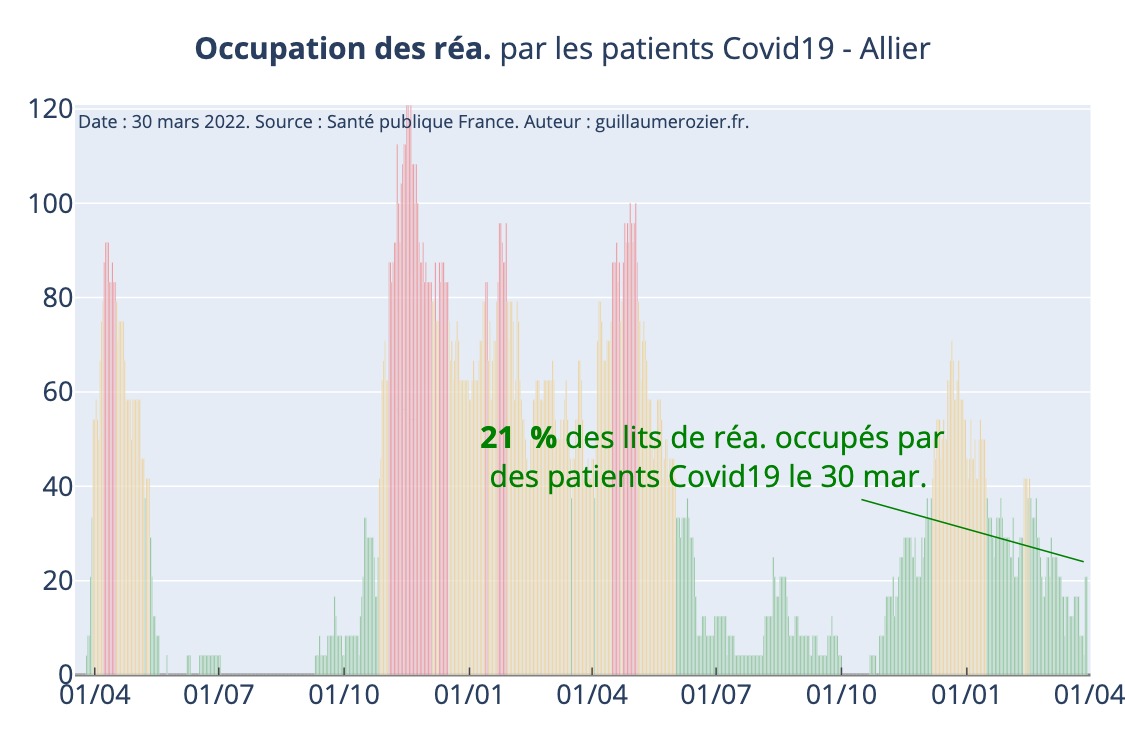 Occupation des réa. par les patients Covid19 - Allier
120
Date : 30 mars 2022. Source : Santé publique France. Auteur : guillaumerozier.fr.
100
80
60
21 % des lits de réa. occupés par
des patients Covid19 le 30 mar.
40
20
0
01/04 01/07 01/10 01/01 01/04 01/07 01/10 01/01 01/04